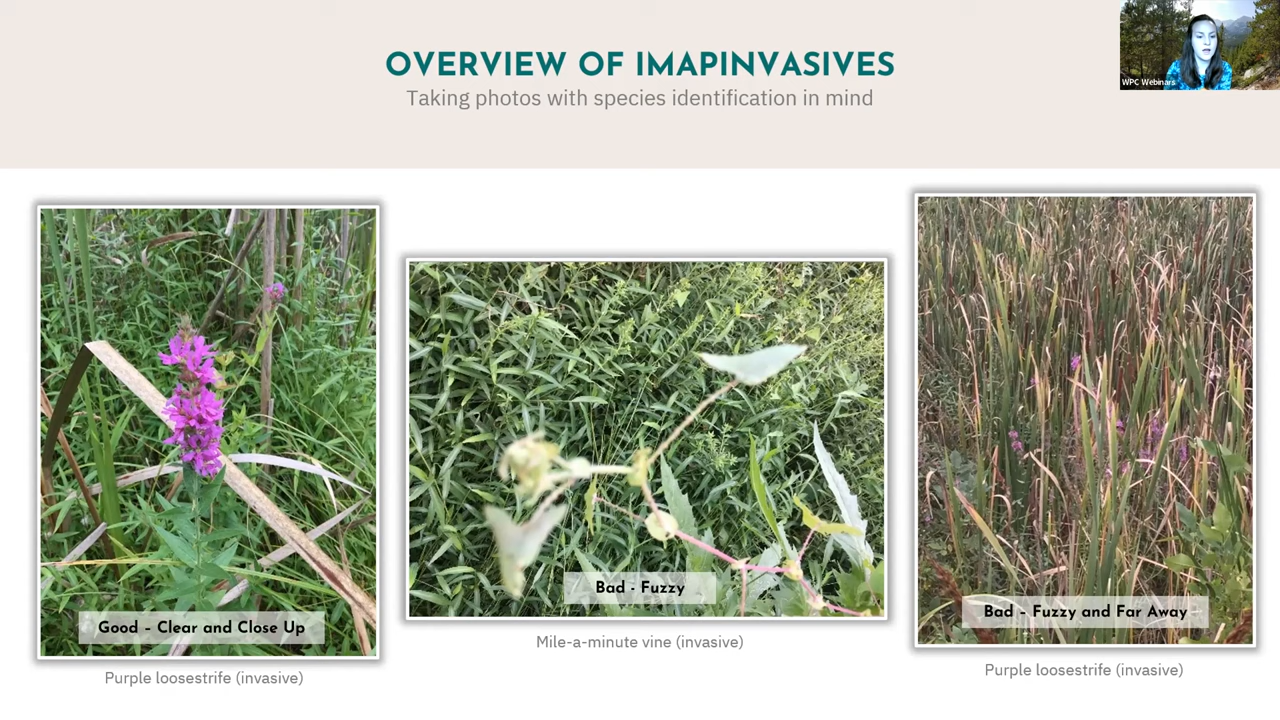 OVERVIEW OF IMAPINVASIVES
Taking photos with species identification in mind
WPC Webinars
Good - Clear and Close Up
Purple loosestrife (invasive)
Bad - Fuzzy
Mile-a-minute vine (invasive)
Bad - Fuzzy and Far Away
Purple loosestrife (invasive)